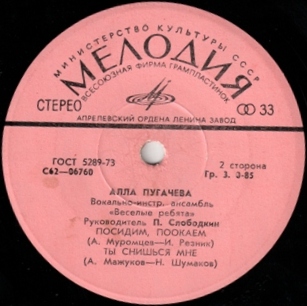 МИНИСТЕРСТВО КУЛЬТУРЫ СССР
МЕЛОДИЯ
ВСЕСОЮЗНАЯ ФИРМА ГРАМПЛАСТИНОК
СТЕРЕО
33
АПРЕЛЕВСКИЙ ОРДЕНА ЛЕНИНА ЗАВОД
ГОСТ 5289-73
С62—06760
2 сторона
Гр. 3. 0-85
АЛЛА ПУГАЧЕВА
Вокально-инстр. ансамбль
«Веселые ребята»
Руководитель П. Слободкин
ПОСИДИМ, ПООКАЕМ
(А. Муромцев—И. Резник)
ТЫ СНИШЬСЯ МНЕ
(А. Мажуков—Н. Шумаков)